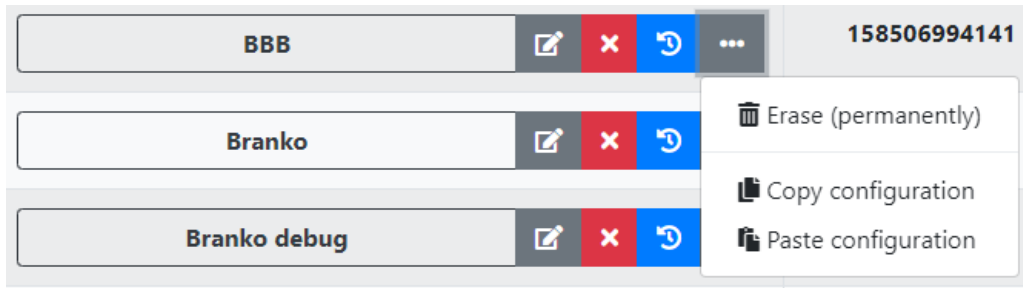 BBB
158506994141
Erase (permanently)
Branko
Copy configuration
Branko debug
Paste configuration